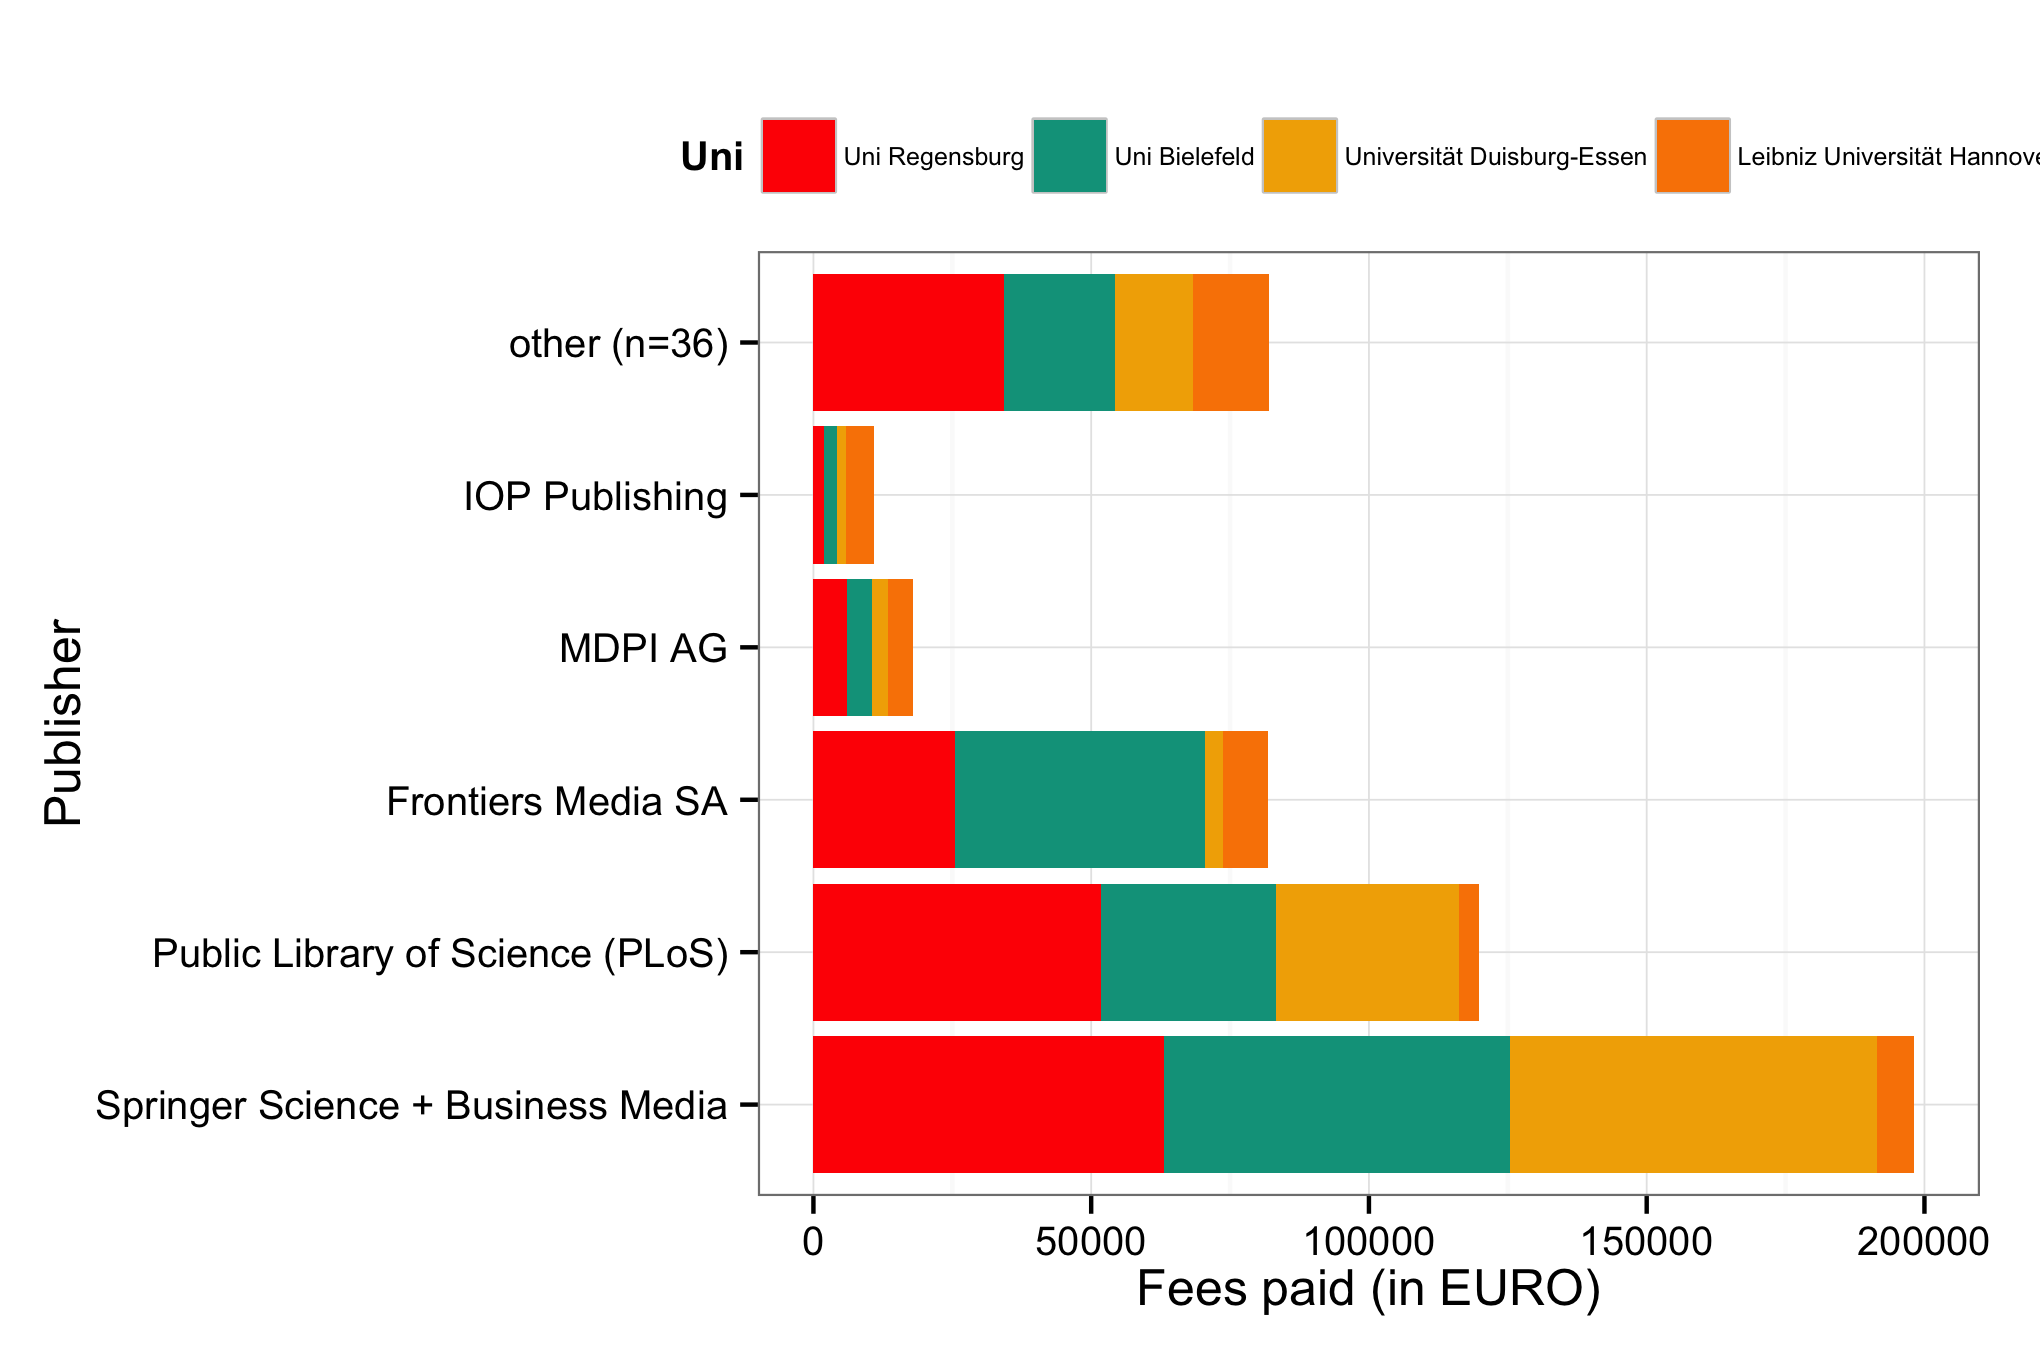 Uni Uni Regensburg Uni Bielefeld Universität Duisburg-Essen Leibniz Universität Hannove
other (n=36)
IOP Publishing
MDPI AG
Frontiers Media SA
Public Library of Science (PLoS)
Springer Science + Business Media
Publisher
0 50000 100000 150000 200000
Fees paid (in EURO)